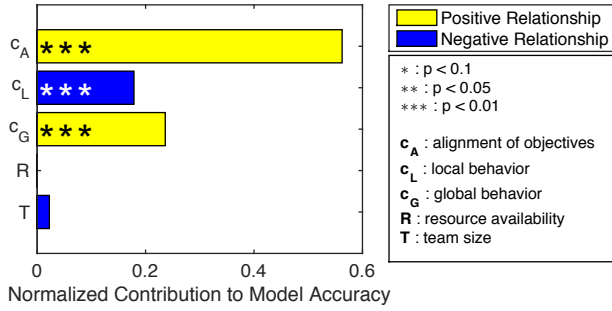 c_A ***
c_L ***
c_G ***
R
T
0 0.2 0.4 0.6
Normalized Contribution to Model Accuracy
Positive Relationship
Negative Relationship
* : p < 0.1
** : p < 0.05
*** : p < 0.01
c_A : alignment of objectives
c_L : local behavior
c_G : global behavior
R : resource availability
T : team size